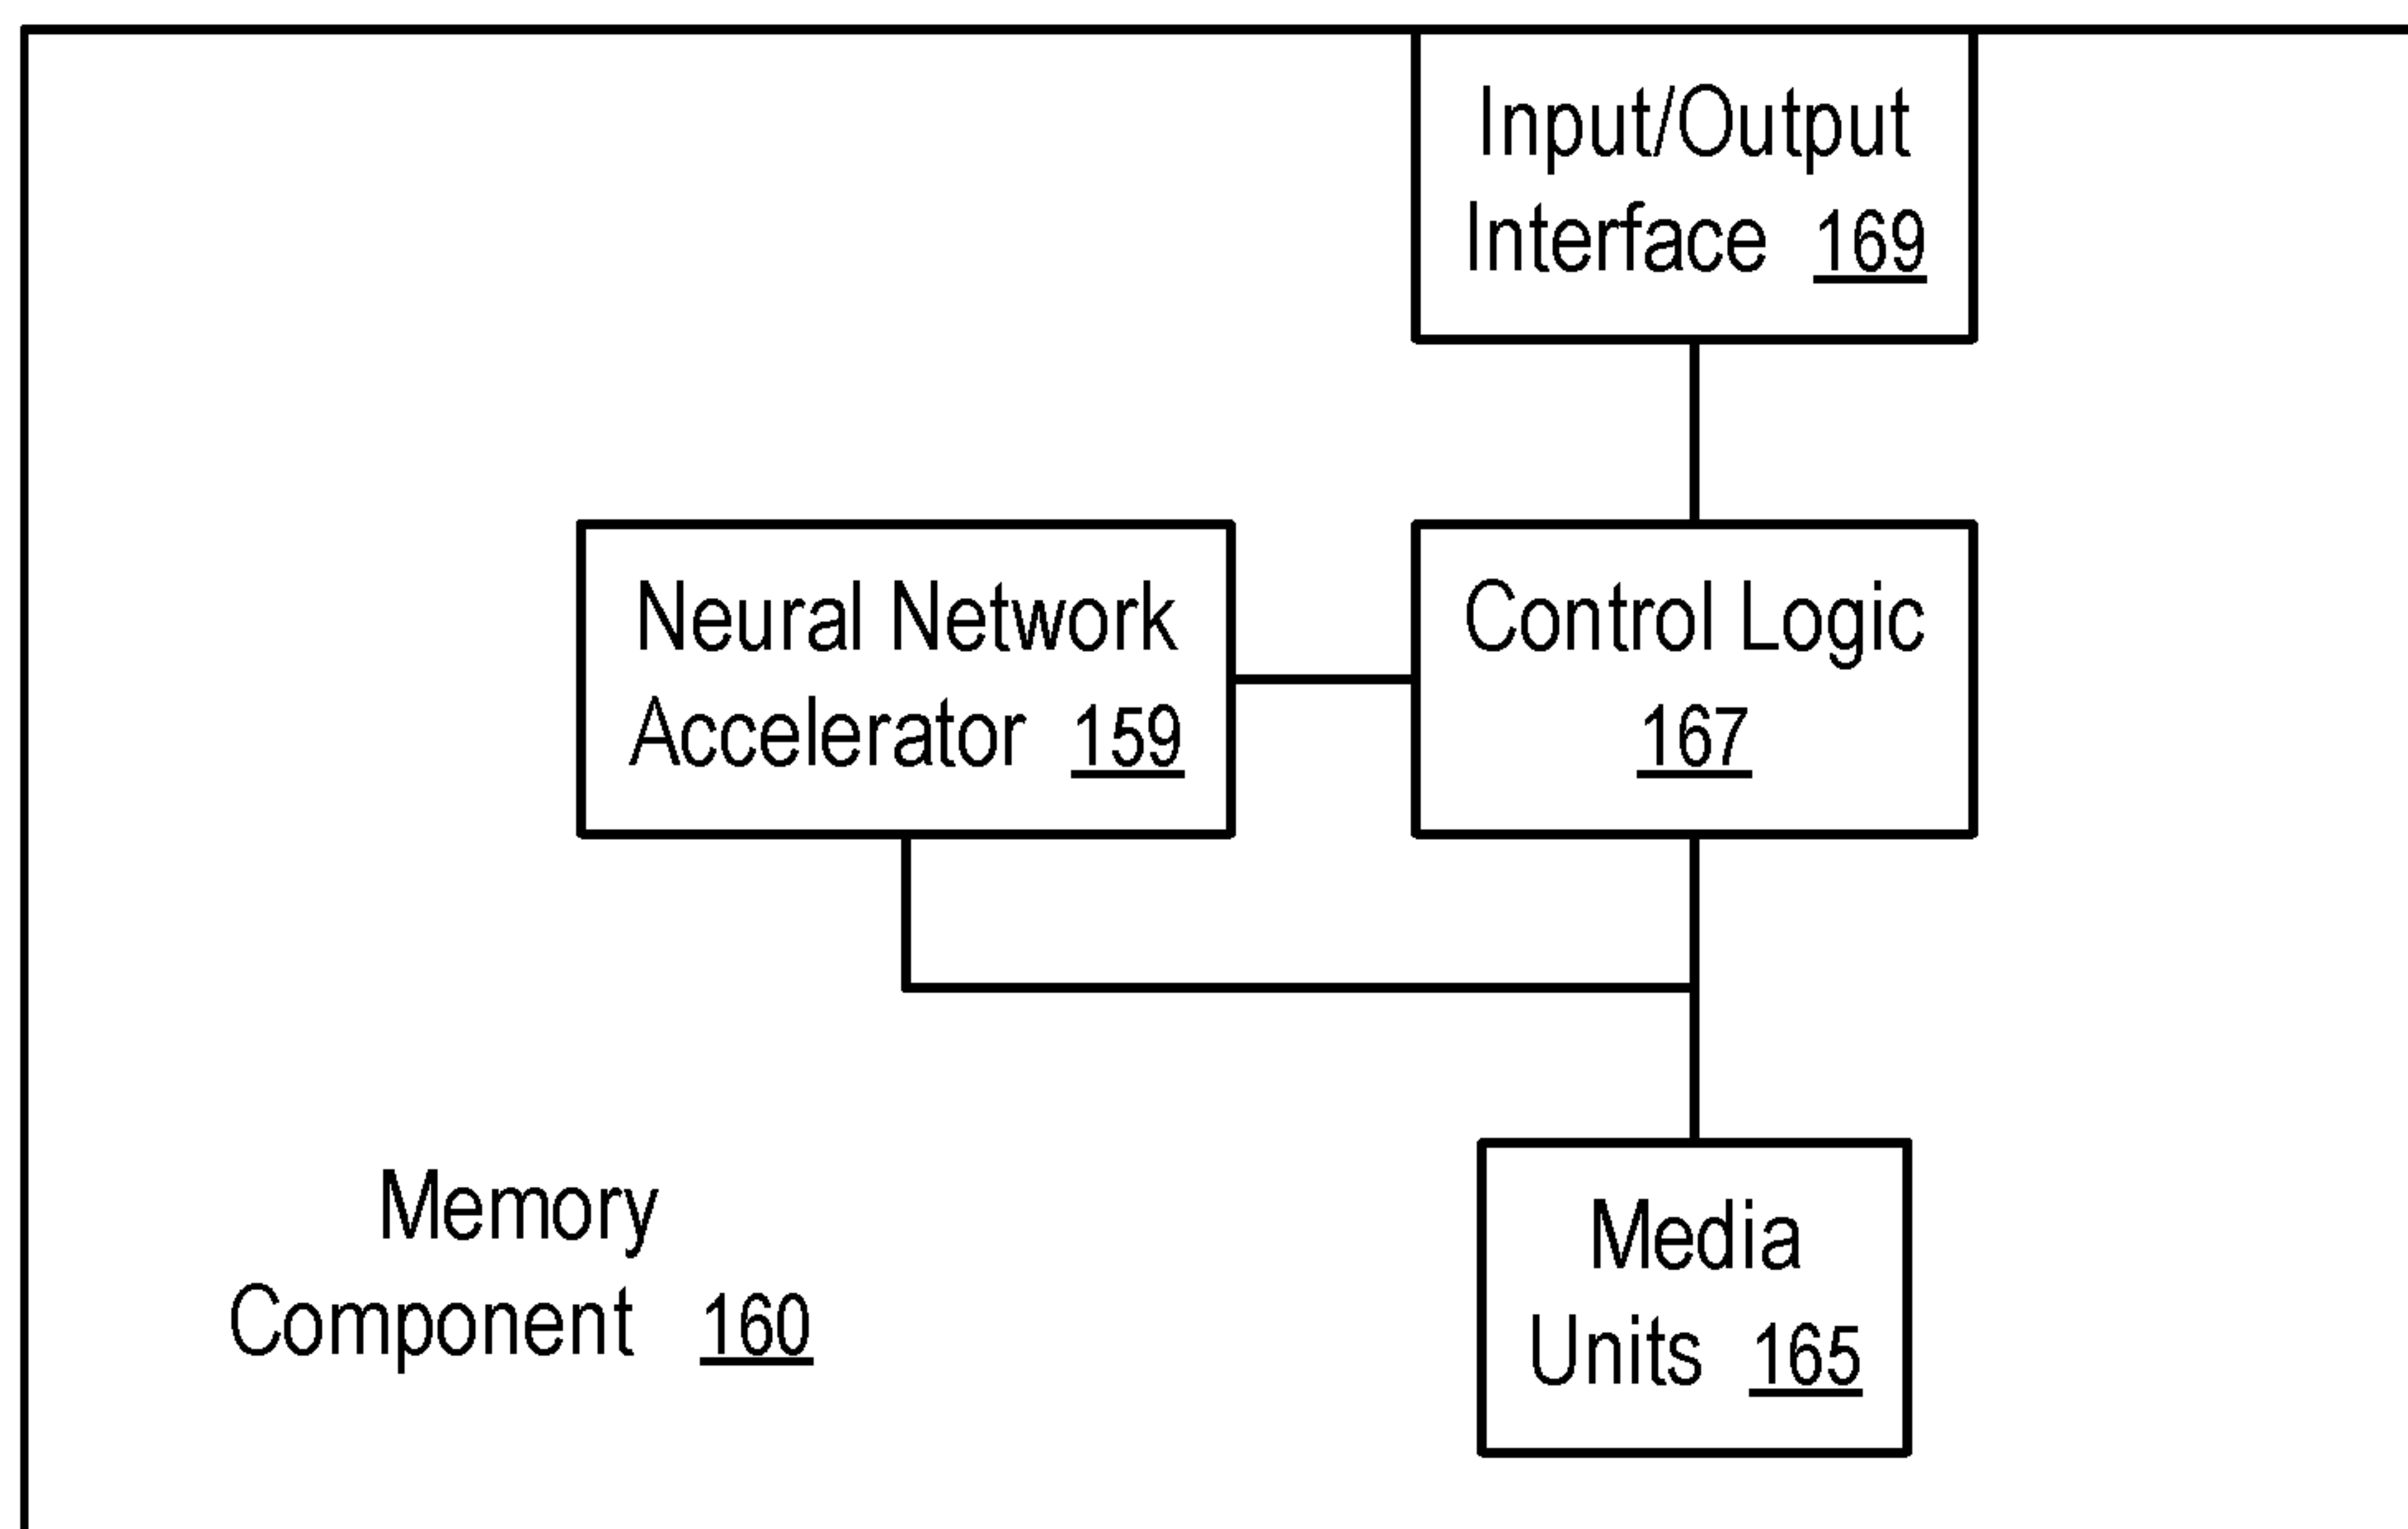 Input/Output
Interface 169
Neural Network
Accelerator 159
Control Logic
167
Memory
Component 160
Media
Units 165